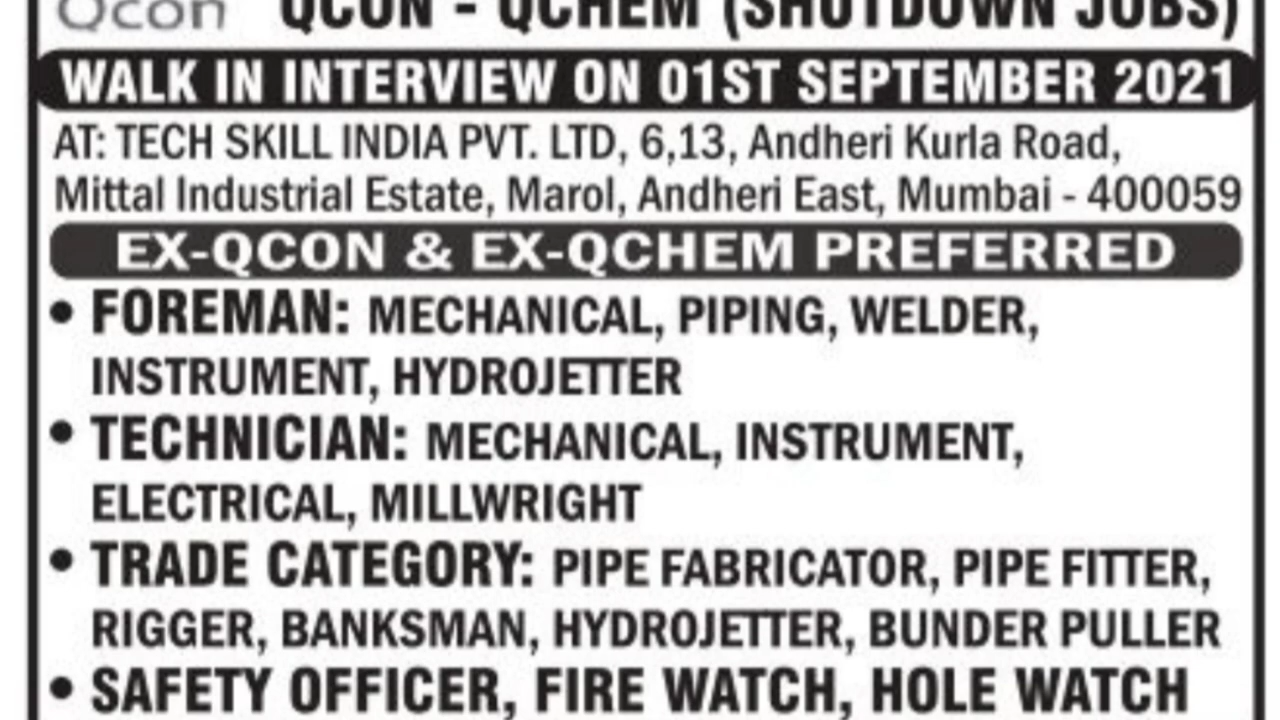 Qcon QCON - QCHEM (SHUTDOWN JOBS)
WALK IN INTERVIEW ON 01ST SEPTEMBER 2021
AT: TECH SKILL INDIA PVT. LTD, 6,13, Andheri Kurla Road,
Mittal Industrial Estate, Marol, Andheri East, Mumbai - 400059
EX-QCON & EX-QCHEM PREFERRED
• FOREMAN: MECHANICAL, PIPING, WELDER,
INSTRUMENT, HYDROJETTER
• TECHNICIAN: MECHANICAL, INSTRUMENT,
ELECTRICAL, MILLWRIGHT
• TRADE CATEGORY: PIPE FABRICATOR, PIPE FITTER,
RIGGER, BANKSMAN, HYDROJETTER, BUNDER PULLER
• SAFETY OFFICER, FIRE WATCH, HOLE WATCH